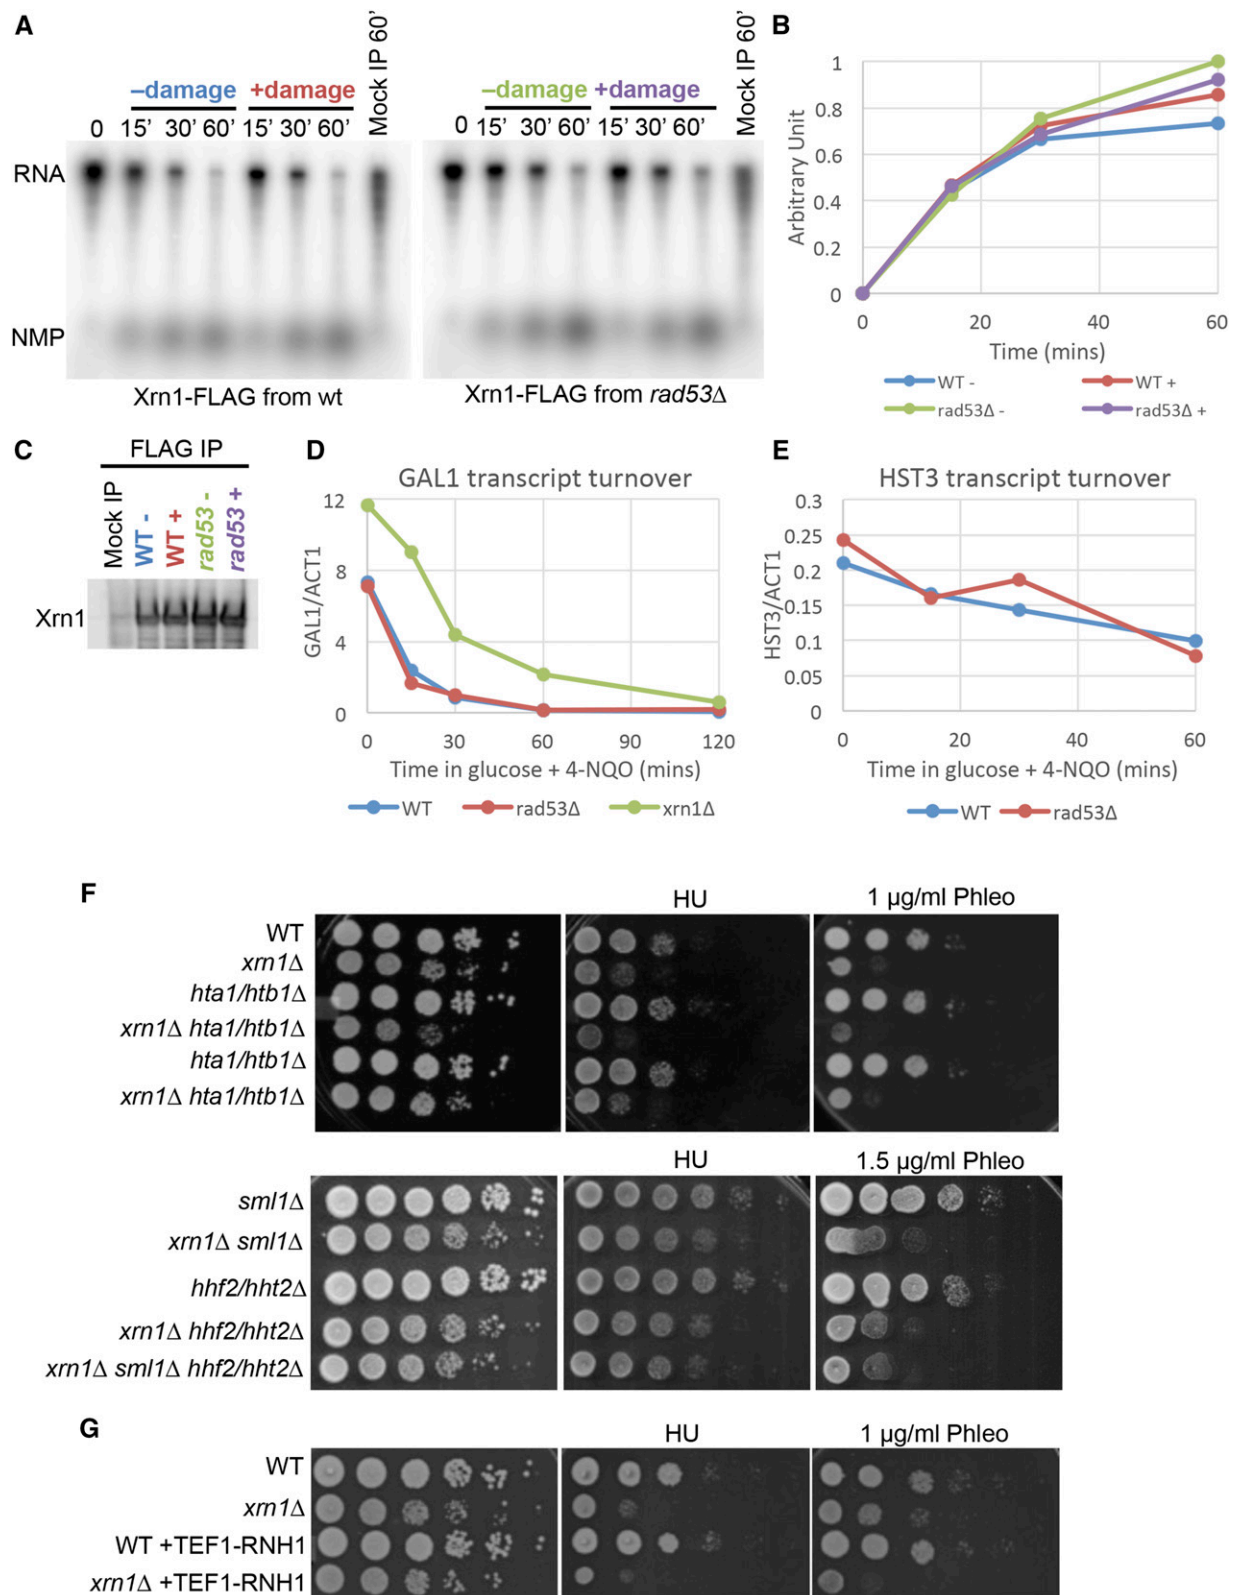 A
–damage +damage Mock IP 60'
0 15' 30' 60' 15' 30' 60'
–damage +damage Mock IP 60'
0 15' 30' 60' 15' 30' 60'
RNA
NMP
Xrn1-FLAG from wt
Xrn1-FLAG from rad53Δ
B
1
0.8
0.6
0.4
0.2
0
Arbitrary Unit
0 20 40 60
Time (mins)
WT - WT +
rad53Δ - rad53Δ +
C
FLAG IP
Mock IP
WT -
WT +
rad53 -
rad53 +
Xrn1
D
GAL1 transcript turnover
12
8
4
0
GAL1/ACT1
0 30 60 90 120
Time in glucose + 4-NQO (mins)
WT rad53Δ xrn1Δ
E
HST3 transcript turnover
0.3
0.25
0.2
0.15
0.1
0.05
0
HST3/ACT1
0 20 40 60
Time in glucose + 4-NQO (mins)
WT rad53Δ
F
HU 1 µg/ml Phleo
WT
xrn1Δ
hta1/htb1Δ
xrn1Δ hta1/htb1Δ
hta1/htb1Δ
xrn1Δ hta1/htb1Δ
HU 1.5 µg/ml Phleo
sml1Δ
xrn1Δ sml1Δ
hhf2/hht2Δ
xrn1Δ hhf2/hht2Δ
xrn1Δ sml1Δ hhf2/hht2Δ
G
HU 1 µg/ml Phleo
WT
xrn1Δ
WT +TEF1-RNH1
xrn1Δ +TEF1-RNH1